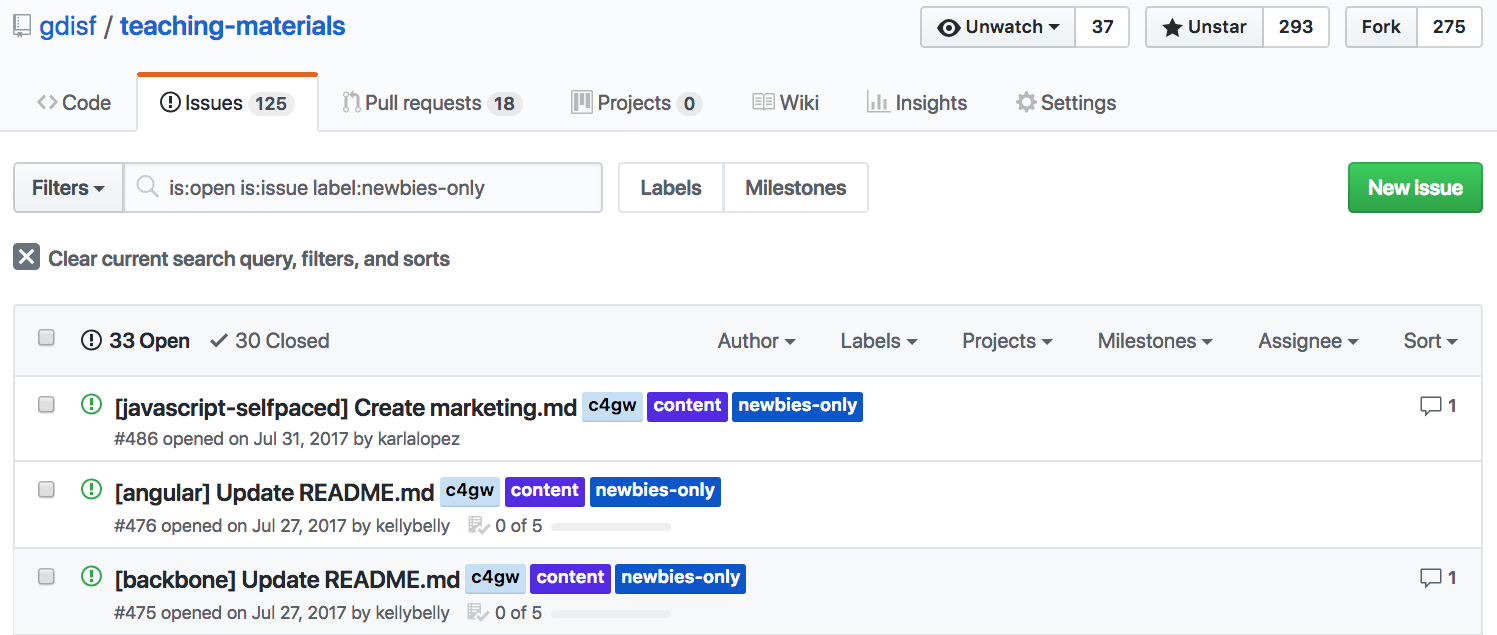 gdisf / teaching-materials Unwatch 37 Unstar 293 Fork 275
Code Issues 125 Pull requests 18 Projects 0 Wiki Insights Settings
Filters is:open is:issue label:newbies-only Labels Milestones New issue
Clear current search query, filters, and sorts
33 Open 30 Closed Author Labels Projects Milestones Assignee Sort
[javascript-selfpaced] Create marketing.md c4gw content newbies-only 1
#486 opened on Jul 31, 2017 by karlalopez
[angular] Update README.md c4gw content newbies-only
#476 opened on Jul 27, 2017 by kellybelly 0 of 5
[backbone] Update README.md c4gw content newbies-only 1
#475 opened on Jul 27, 2017 by kellybelly 0 of 5